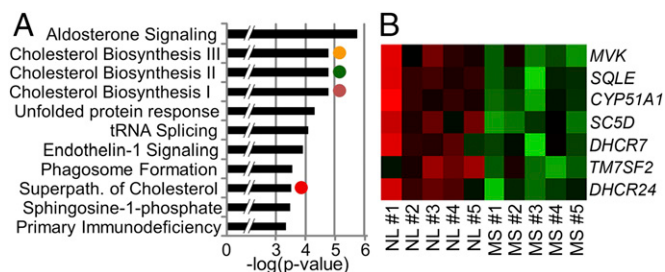 A
Aldosterone Signaling
Cholesterol Biosynthesis III
Cholesterol Biosynthesis II
Cholesterol Biosynthesis I
Unfolded protein response
tRNA Splicing
Endothelin-1 Signaling
Phagosome Formation
Superpath. of Cholesterol
Sphingosine-1-phosphate
Primary Immunodeficiency
0 3 4 5 6
-log(p-value)
B
MVK
SQLE
CYP51A1
SC5D
DHCR7
TM7SF2
DHCR24
NL #1
NL #2
NL #3
NL #4
NL #5
MS #1
MS #2
MS #3
MS #4
MS #5